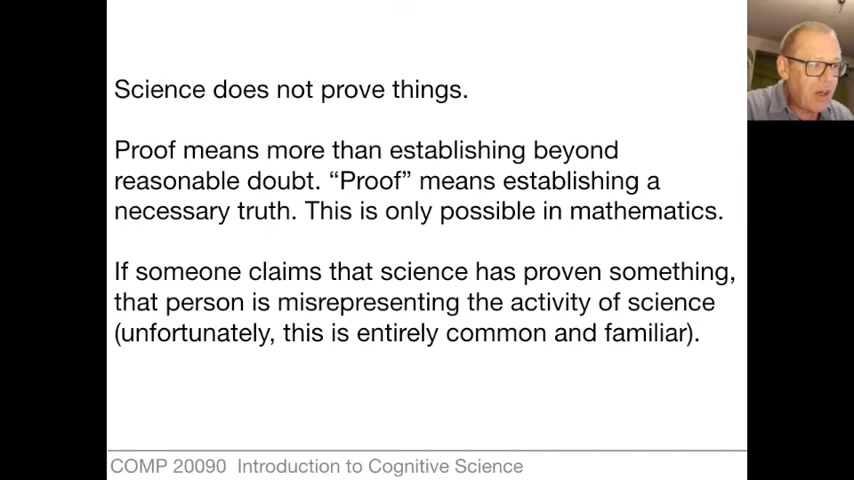 Science does not prove things.
Proof means more than establishing beyond
reasonable doubt. “Proof” means establishing a
necessary truth. This is only possible in mathematics.
If someone claims that science has proven something,
that person is misrepresenting the activity of science
(unfortunately, this is entirely common and familiar).
COMP 20090 Introduction to Cognitive Science